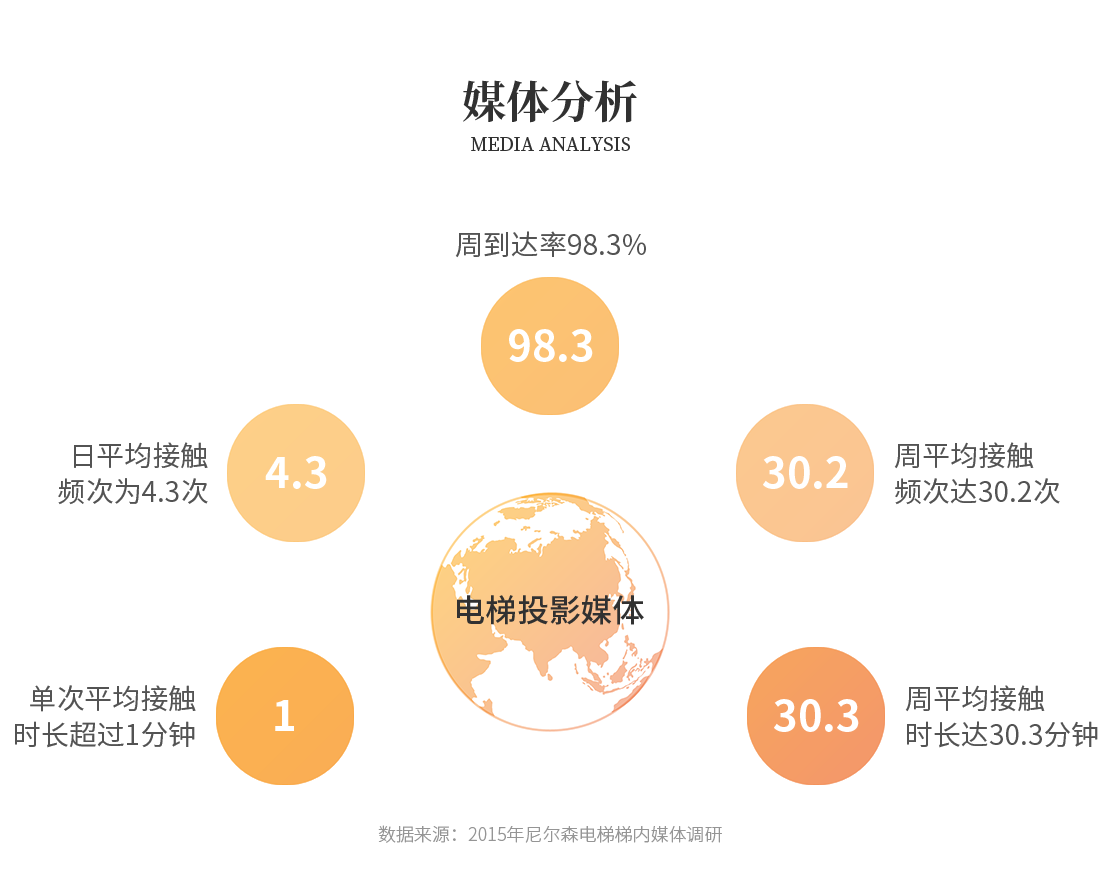 媒体分析
MEDIA ANALYSIS
周到达率98.3%
98.3
日平均接触
频次为4.3次
4.3
30.2
周平均接触
频次达30.2次
电梯投影媒体
单次平均接触
时长超过1分钟
1
30.3
周平均接触
时长达30.3分钟
数据来源：2015年尼尔森电梯梯内媒体调研